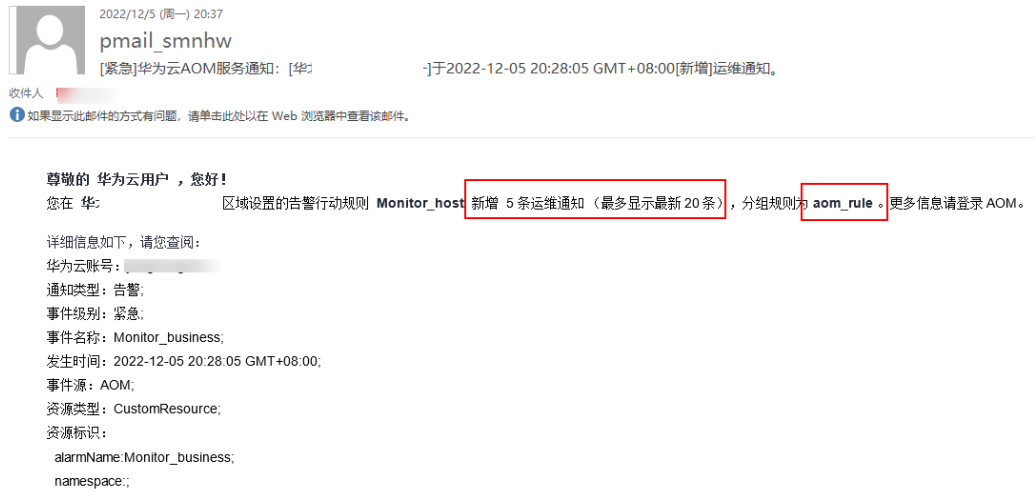 2022/12/5 (周一) 20:37
pmail_smnhw
[紧急]华为云AOM服务通知：[华 -]于2022-12-05 20:28:05 GMT+08:00[新增]运维通知。
收件人
如果显示此邮件的方式有问题，请单击此处以在 Web 浏览器中查看该邮件。
尊敬的 华为云用户 ，您好！
您在 华 区域设置的告警行动规则 Monitor_host 新增 5 条运维通知 （最多显示最新 20 条），分组规则为 aom_rule 。更多信息请登录 AOM。
详细信息如下，请您查阅：
华为云账号：
通知类型：告警;
事件级别：紧急;
事件名称：Monitor_business;
发生时间：2022-12-05 20:28:05 GMT+08:00;
事件源：AOM;
资源类型：CustomResource;
资源标识：
alarmName:Monitor_business;
namespace:;